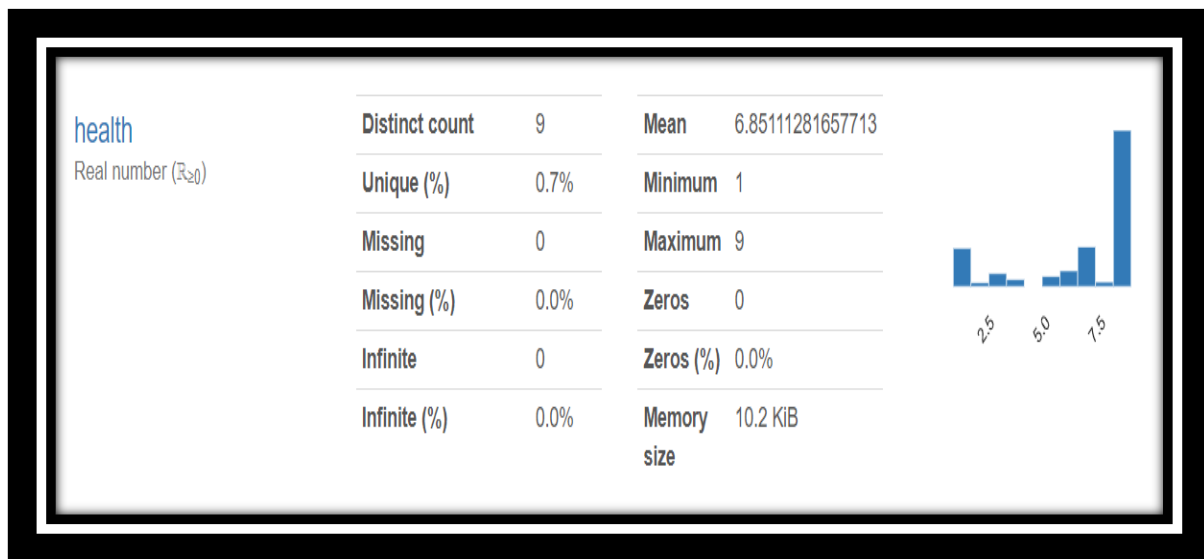 health
Real number (ℝ≥0)
Distinct count 9
Unique (%) 0.7%
Missing 0
Missing (%) 0.0%
Infinite 0
Infinite (%) 0.0%
Mean 6.85111281657713
Minimum 1
Maximum 9
Zeros 0
Zeros (%) 0.0%
Memory size 10.2 KiB
2.5
5.0
7.5